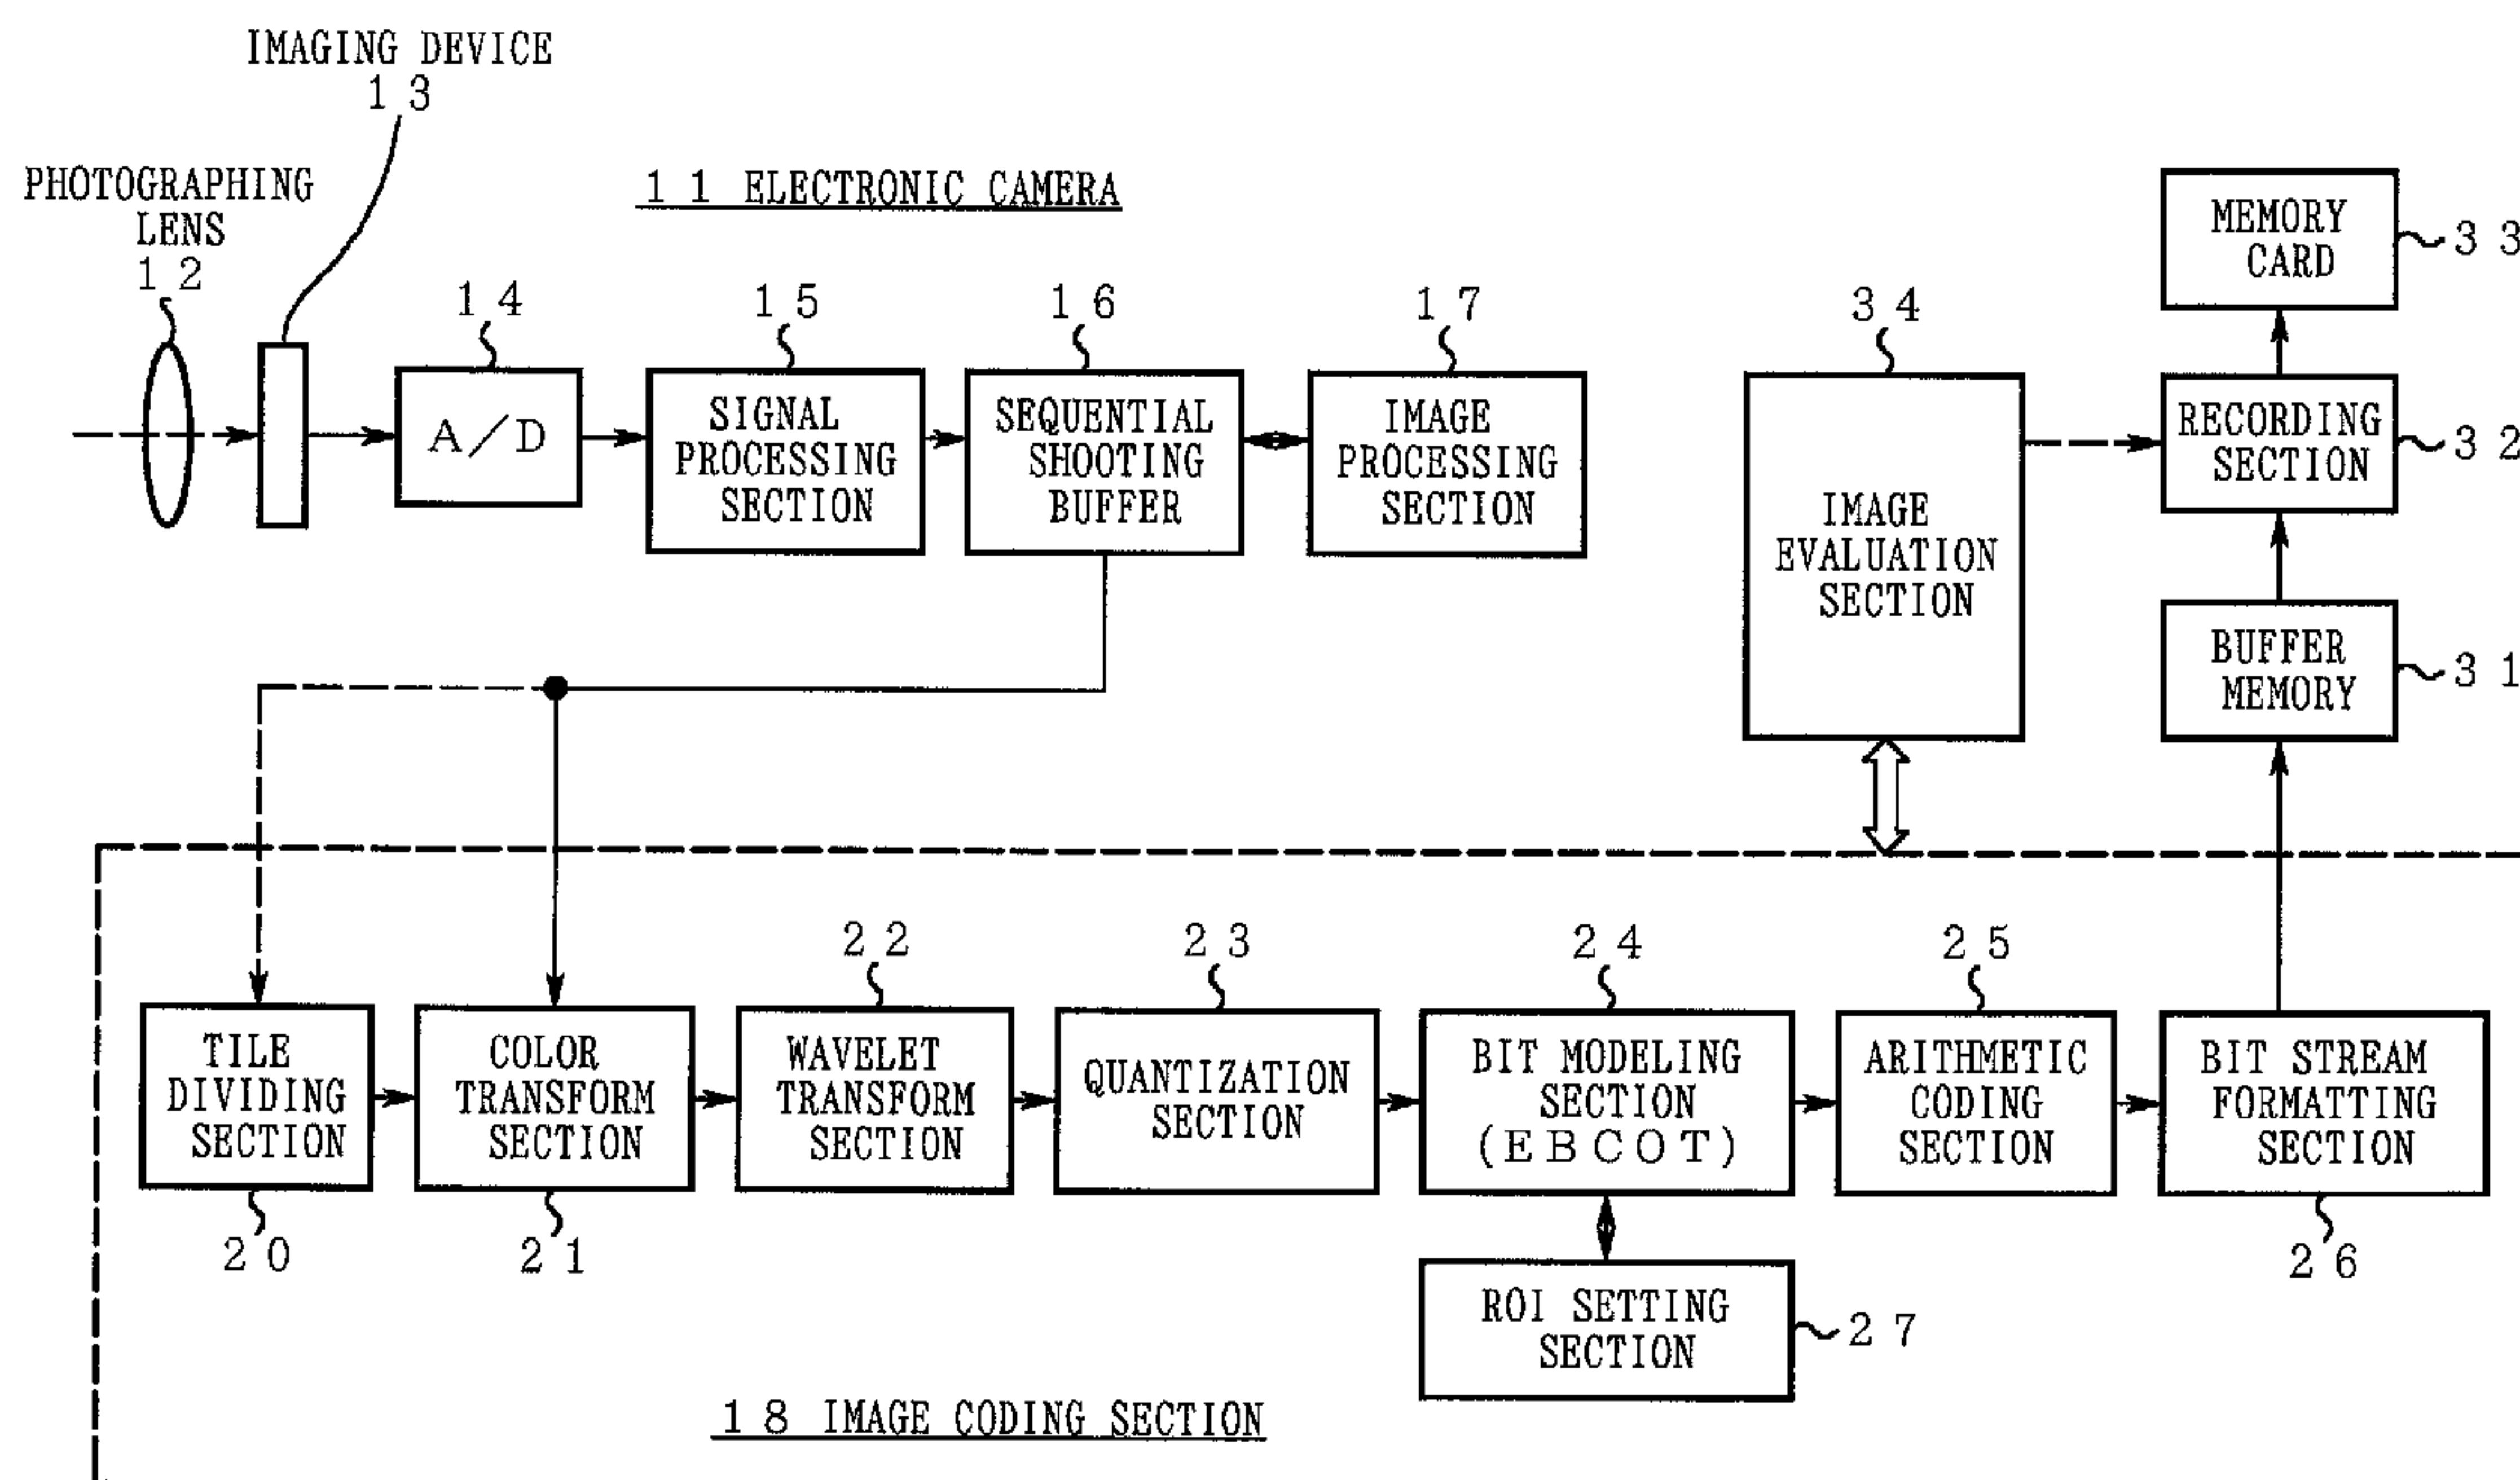 IMAGING DEVICE
13
PHOTOGRAPHING
LENS
12
11 ELECTRONIC CAMERA
14
A/D
15
SIGNAL
PROCESSING
SECTION
16
SEQUENTIAL
SHOOTING
BUFFER
17
IMAGE
PROCESSING
SECTION
34
IMAGE
EVALUATION
SECTION
MEMORY
CARD
33
RECORDING
SECTION
32
BUFFER
MEMORY
31
TILE
DIVIDING
SECTION
20
COLOR
TRANSFORM
SECTION
21
22
WAVELET
TRANSFORM
SECTION
23
QUANTIZATION
SECTION
24
BIT MODELING
SECTION
(EBCOT)
25
ARITHMETIC
CODING
SECTION
BIT STREAM
FORMATTING
SECTION
26
ROI SETTING
SECTION
27
18 IMAGE CODING SECTION